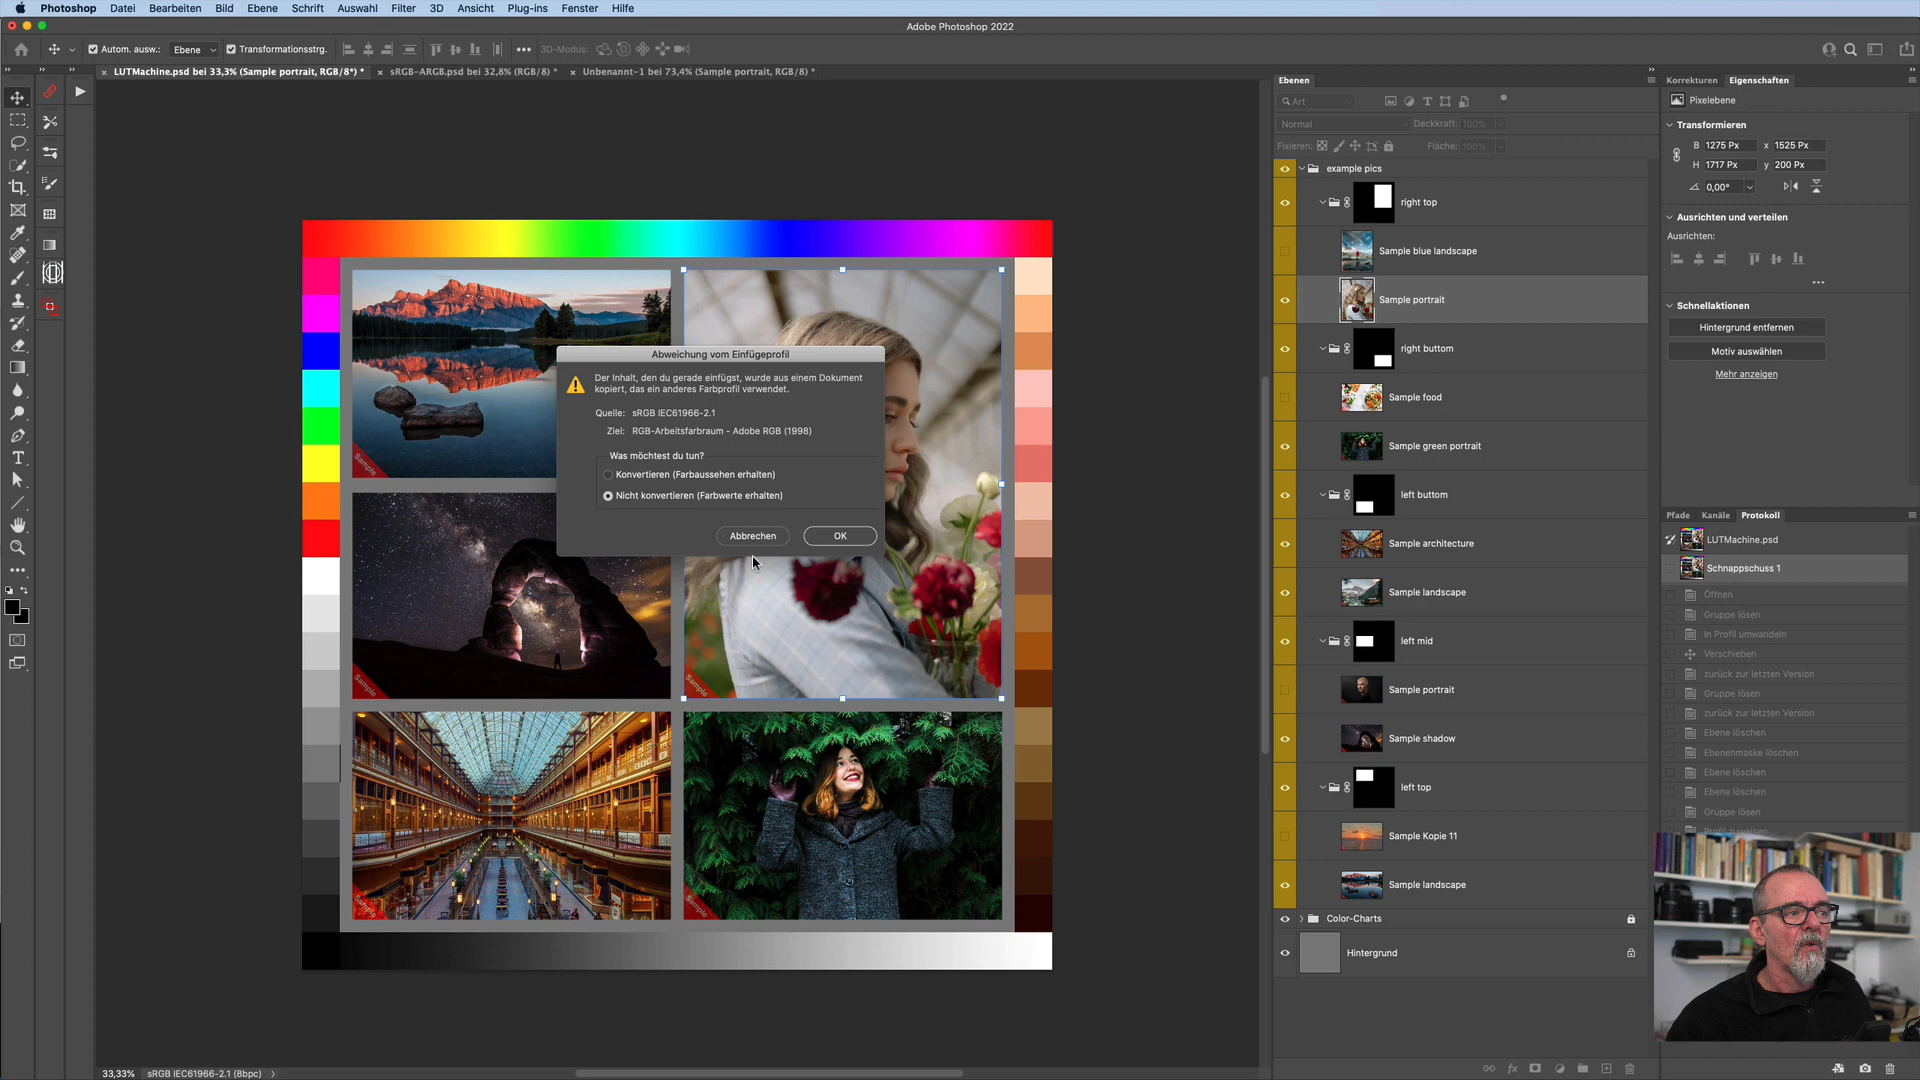 Photoshop Datei Bearbeiten Bild Ebene Schrift Auswahl Filter 3D Ansicht Plug-ins Fenster Hilfe
Adobe Photoshop 2022
Autom. ausw.: Ebene Transformationsstrg. 3D-Modus:
LUTMachine.psd bei 33,3% (Sample portrait, RGB/8*) * sRGB-ARGB.psd bei 32,8% (RGB/8) * Unbenannt-1 bei 73,4% (Sample portrait, RGB/8) *
Abweichung vom Einfügeprofil
Der Inhalt, den du gerade einfügst, wurde aus einem Dokument
kopiert, das ein anderes Farbprofil verwendet.
Quelle: sRGB IEC61966-2.1
Ziel: RGB-Arbeitsfarbraum - Adobe RGB (1998)
Was möchtest du tun?
Konvertieren (Farbaussehen erhalten)
Nicht konvertieren (Farbwerte erhalten)
Abbrechen OK
Sample
Sample
Sample
Sample
Sample
33,33% sRGB IEC61966-2.1 (8bpc)
Ebenen
Art
Normal Deckkraft: 100%
Fixieren: Fläche: 100%
example pics
right top
Sample blue landscape
Sample portrait
right buttom
Sample food
Sample green portrait
left buttom
Sample architecture
Sample landscape
left mid
Sample portrait
Sample shadow
left top
Sample Kopie 11
Sample landscape
Color-Charts
Hintergrund
Korrekturen Eigenschaften
Pixelebene
Transformieren
B 1275 Px x 1525 Px
H 1717 Px y 200 Px
0,00°
Ausrichten und verteilen
Ausrichten:
Schnellaktionen
Hintergrund entfernen
Motiv auswählen
Mehr anzeigen
Pfade Kanäle Protokoll
LUTMachine.psd
Schnappschuss 1
Öffnen
Gruppe lösen
In Profil umwandeln
Verschieben
zurück zur letzten Version
Gruppe lösen
zurück zur letzten Version
Ebene löschen
Ebenenmaske löschen
Ebene löschen
Ebene löschen
Gruppe lösen
Profil zuweisen